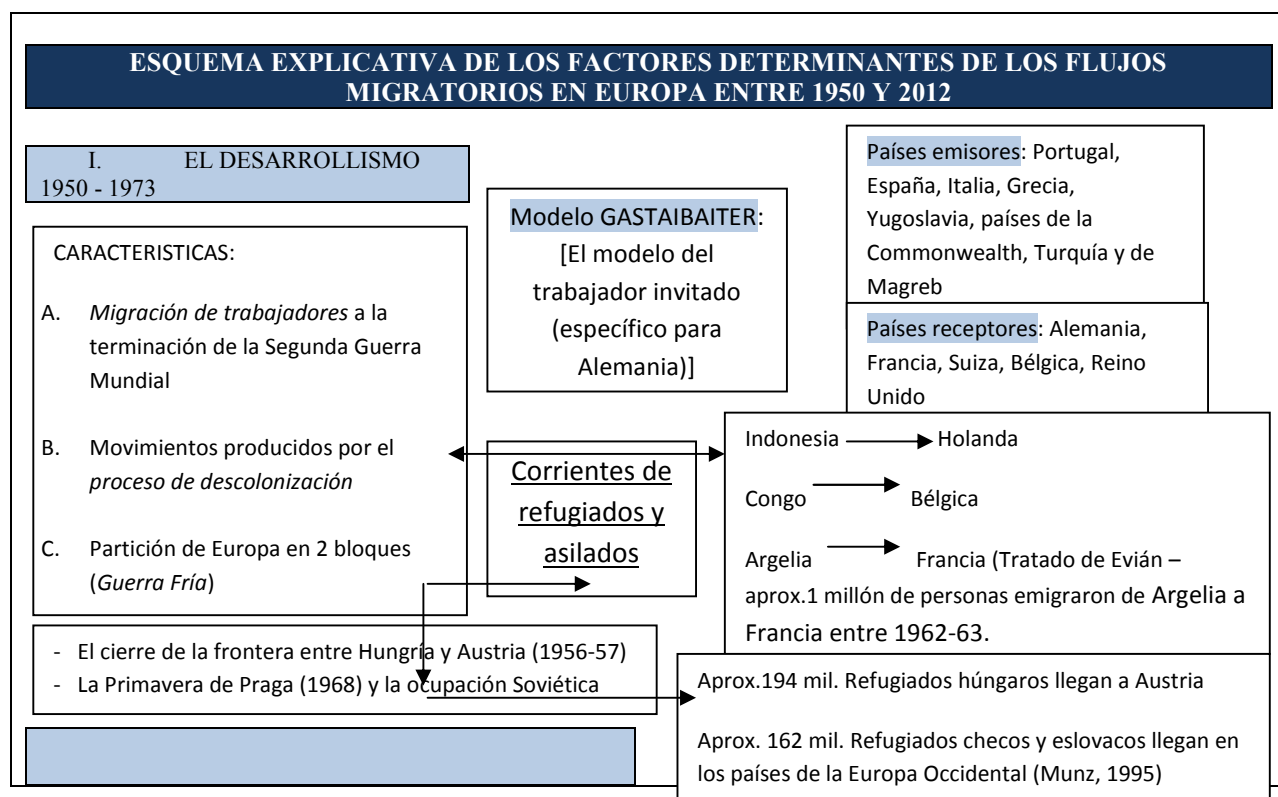 ESQUEMA EXPLICATIVA DE LOS FACTORES DETERMINANTES DE LOS FLUJOS
MIGRATORIOS EN EUROPA ENTRE 1950 Y 2012
I. EL DESARROLLISMO
1950 - 1973
CARACTERISTICAS:
A. Migración de trabajadores a la
terminación de la Segunda Guerra
Mundial
B. Movimientos producidos por el
proceso de descolonización
C. Partición de Europa en 2 bloques
(Guerra Fría)
Modelo GASTAIBAITER:
[El modelo del
trabajador invitado
(específico para
Alemania)]
Países emisores: Portugal,
España, Italia, Grecia,
Yugoslavia, países de la
Commonwealth, Turquía y de
Magreb
Países receptores: Alemania,
Francia, Suiza, Bélgica, Reino
Unido
Corrientes de
refugiados y
asilados
Indonesia Holanda
Congo Bélgica
Argelia Francia (Tratado de Evián –
aprox.1 millón de personas emigraron de Argelia a
Francia entre 1962-63.
- El cierre de la frontera entre Hungría y Austria (1956-57)
- La Primavera de Praga (1968) y la ocupación Soviética
Aprox.194 mil. Refugiados húngaros llegan a Austria
Aprox. 162 mil. Refugiados checos y eslovacos llegan en
los países de la Europa Occidental (Munz, 1995)